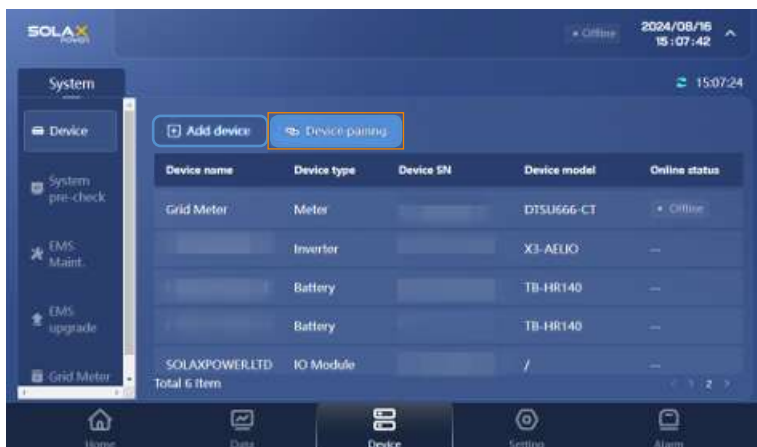 SOLAX
POWER
• Offline
2024/08/16
15:07:42
System
15:07:24
Device
Add device
Device pairing
Device name Device type Device SN Device model Online status
System
pre-check
Grid Meter Meter DTSU666-CT • Offline
Inverter X3-AELIO --
EMS
Maint.
Battery TB-HR140 --
EMS
upgrade
Battery TB-HR140 --
SOLAXPOWER.LTD IO Module / --
Grid Meter
Total 6 Item
< 1 2 >
Home Data Device Setting Alarm